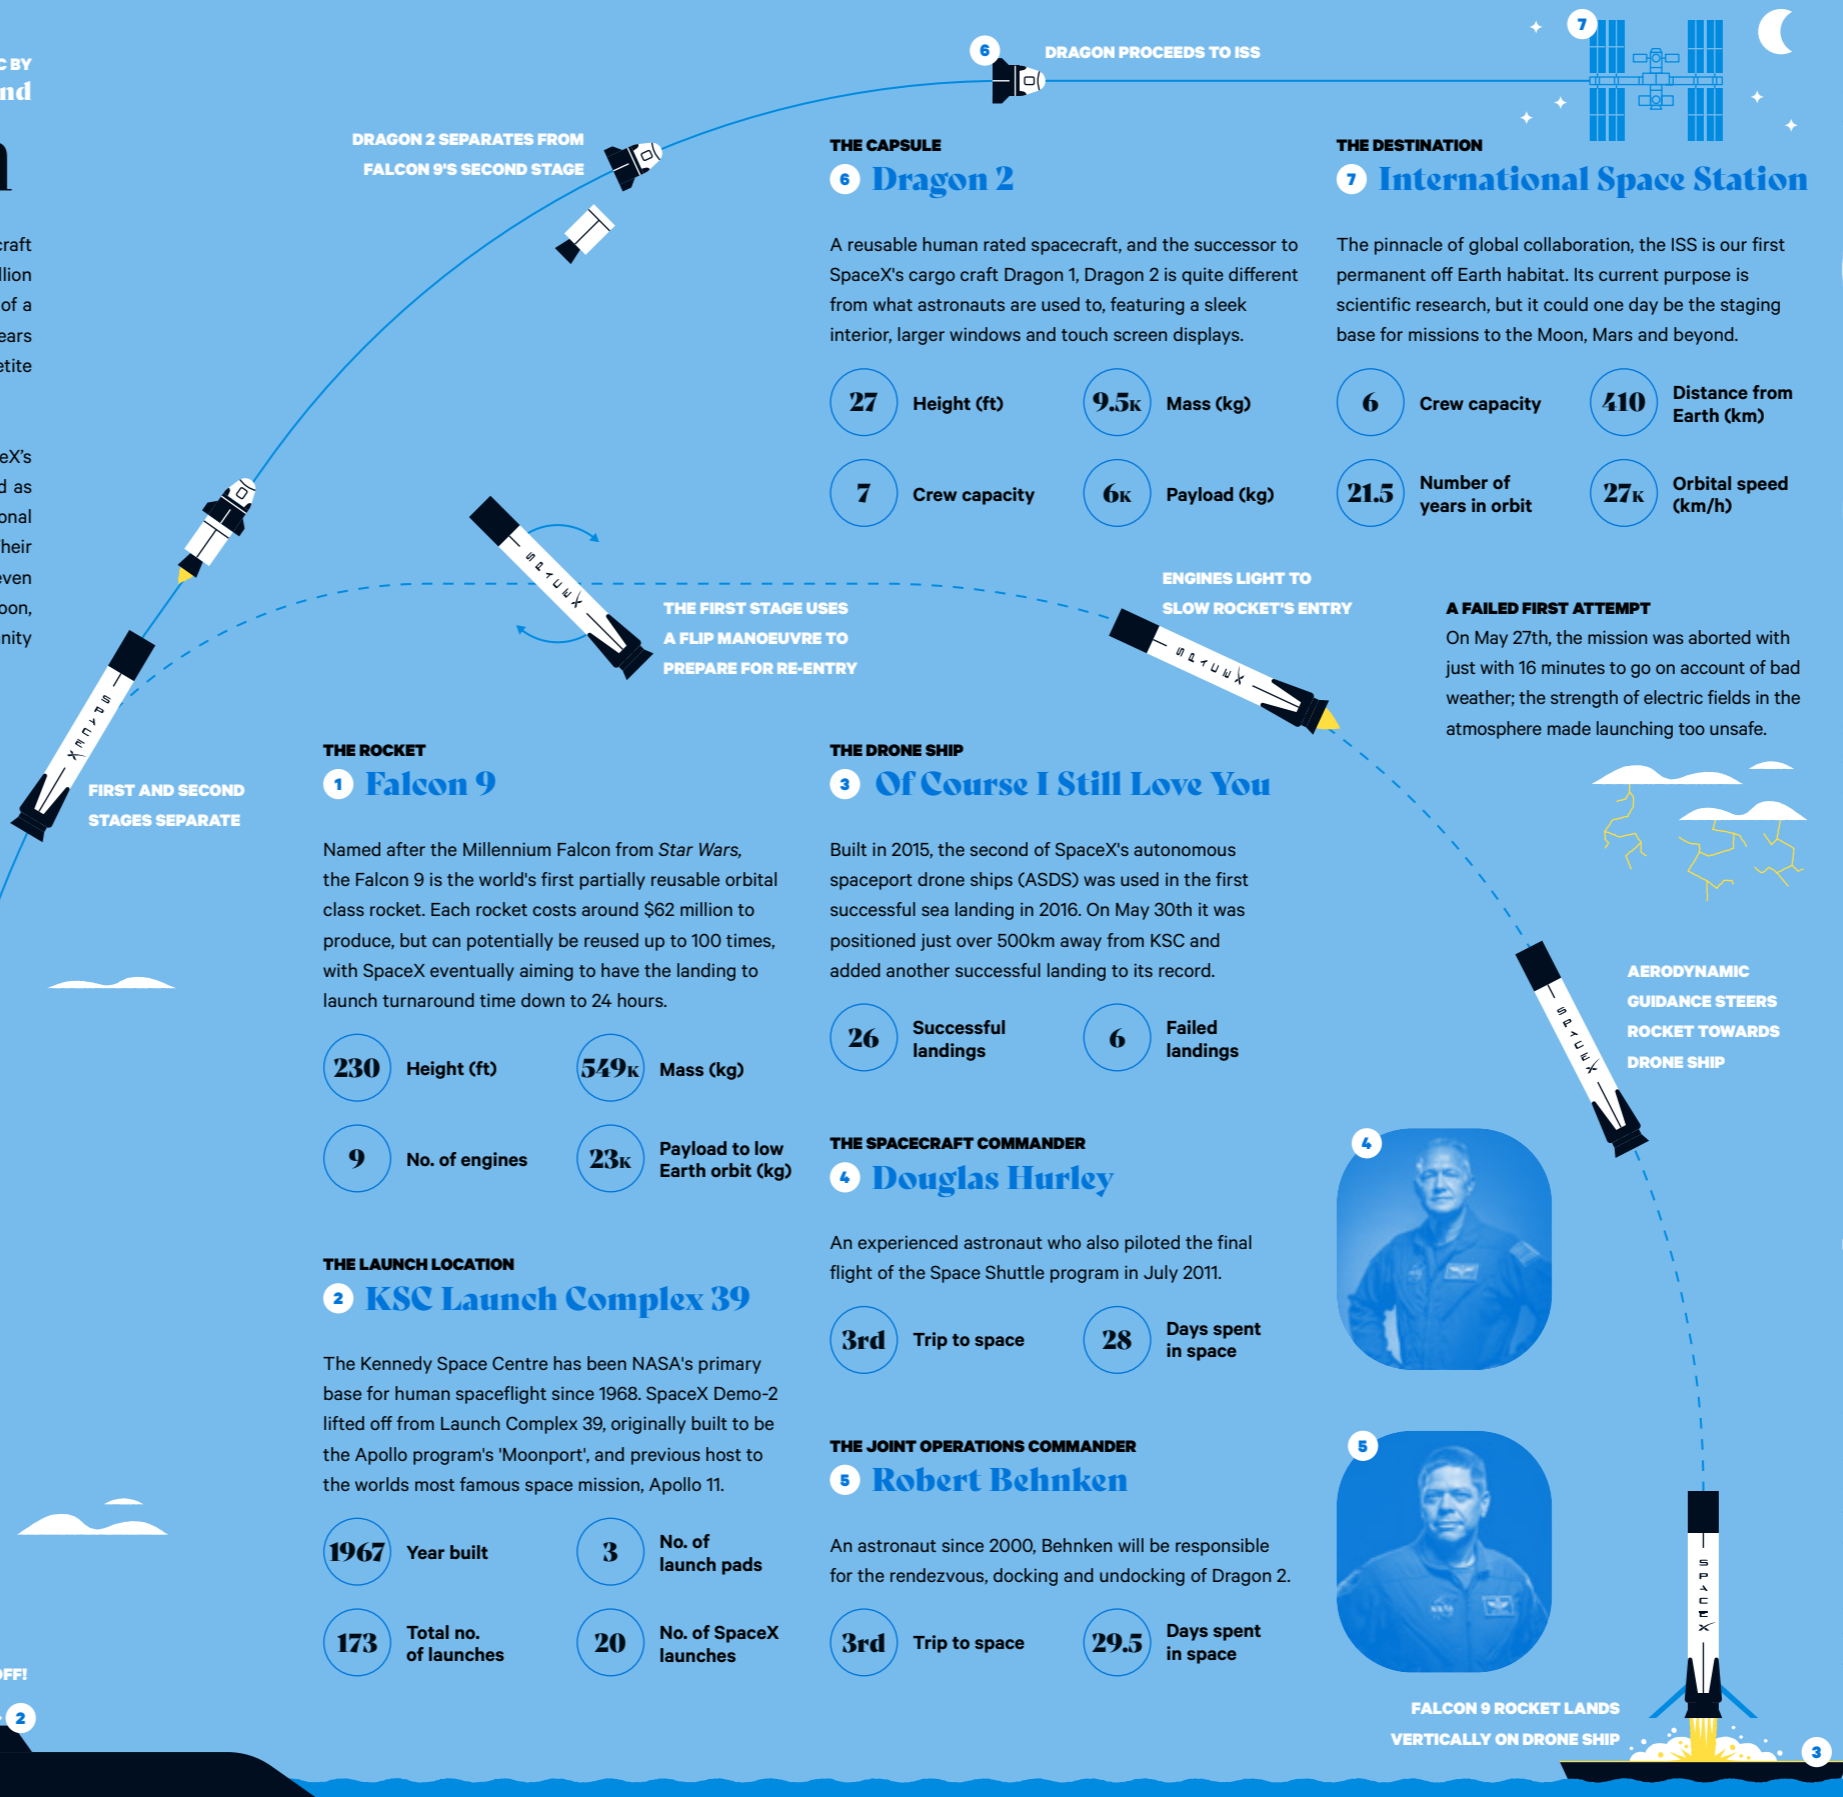 C BY
nd
craft
llion
of a
ears
etite
eX's
d as
onal
heir
even
oon,
nity
6
DRAGON PROCEEDS TO ISS
7
DRAGON 2 SEPARATES FROM
FALCON 9'S SECOND STAGE
THE CAPSULE
6 Dragon 2
A reusable human rated spacecraft, and the successor to
SpaceX's cargo craft Dragon 1, Dragon 2 is quite different
from what astronauts are used to, featuring a sleek
interior, larger windows and touch screen displays.
27 Height (ft)
9.5K Mass (kg)
7 Crew capacity
6K Payload (kg)
THE DESTINATION
7 International Space Station
The pinnacle of global collaboration, the ISS is our first
permanent off Earth habitat. Its current purpose is
scientific research, but it could one day be the staging
base for missions to the Moon, Mars and beyond.
6 Crew capacity
410 Distance from
Earth (km)
21.5 Number of
years in orbit
27K Orbital speed
(km/h)
SPACEX
THE FIRST STAGE USES
A FLIP MANOEUVRE TO
PREPARE FOR RE-ENTRY
ENGINES LIGHT TO
SLOW ROCKET'S ENTRY
SPACEX
A FAILED FIRST ATTEMPT
On May 27th, the mission was aborted with
just with 16 minutes to go on account of bad
weather; the strength of electric fields in the
atmosphere made launching too unsafe.
SPACEX
FIRST AND SECOND
STAGES SEPARATE
THE ROCKET
1 Falcon 9
Named after the Millennium Falcon from Star Wars,
the Falcon 9 is the world's first partially reusable orbital
class rocket. Each rocket costs around $62 million to
produce, but can potentially be reused up to 100 times,
with SpaceX eventually aiming to have the landing to
launch turnaround time down to 24 hours.
230 Height (ft)
549K Mass (kg)
9 No. of engines
23K Payload to low
Earth orbit (kg)
THE LAUNCH LOCATION
2 KSC Launch Complex 39
The Kennedy Space Centre has been NASA's primary
base for human spaceflight since 1968. SpaceX Demo-2
lifted off from Launch Complex 39, originally built to be
the Apollo program's 'Moonport', and previous host to
the worlds most famous space mission, Apollo 11.
1967 Year built
3 No. of
launch pads
173 Total no.
of launches
20 No. of SpaceX
launches
THE DRONE SHIP
3 Of Course I Still Love You
Built in 2015, the second of SpaceX's autonomous
spaceport drone ships (ASDS) was used in the first
successful sea landing in 2016. On May 30th it was
positioned just over 500km away from KSC and
added another successful landing to its record.
26 Successful
landings
6 Failed
landings
THE SPACECRAFT COMMANDER
4 Douglas Hurley
An experienced astronaut who also piloted the final
flight of the Space Shuttle program in July 2011.
3rd Trip to space
28 Days spent
in space
4
THE JOINT OPERATIONS COMMANDER
5 Robert Behnken
An astronaut since 2000, Behnken will be responsible
for the rendezvous, docking and undocking of Dragon 2.
3rd Trip to space
29.5 Days spent
in space
5
SPACEX
AERODYNAMIC
GUIDANCE STEERS
ROCKET TOWARDS
DRONE SHIP
SPACEX
FALCON 9 ROCKET LANDS
VERTICALLY ON DRONE SHIP
3
OFF!
2